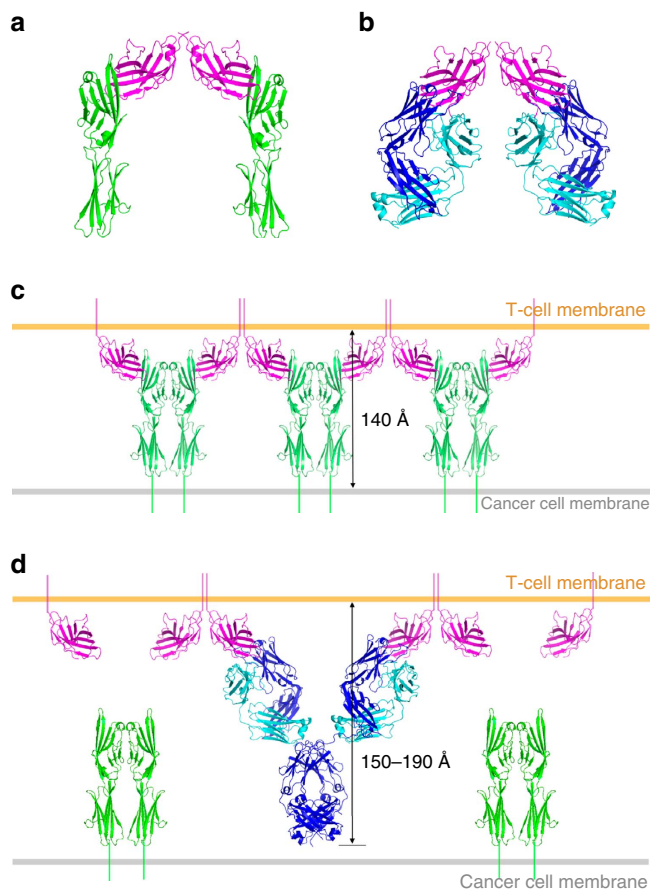 a
b
c
T-cell membrane
140 Å
Cancer cell membrane
d
T-cell membrane
150–190 Å
Cancer cell membrane